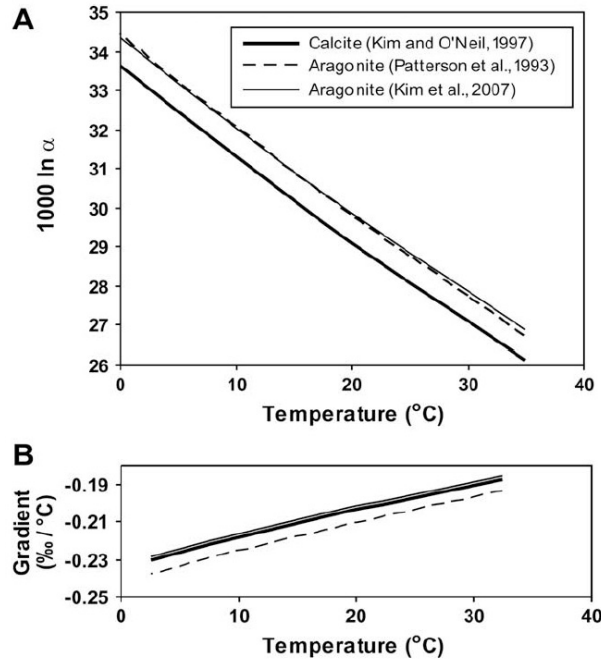 A
Calcite (Kim and O'Neil, 1997)
Aragonite (Patterson et al., 1993)
Aragonite (Kim et al., 2007)
1000 ln α
35
34
33
32
31
30
29
28
27
26
0 10 20 30 40
Temperature (°C)
B
Gradient
(‰ / °C)
-0.19
-0.21
-0.23
-0.25
0 10 20 30 40
Temperature (°C)